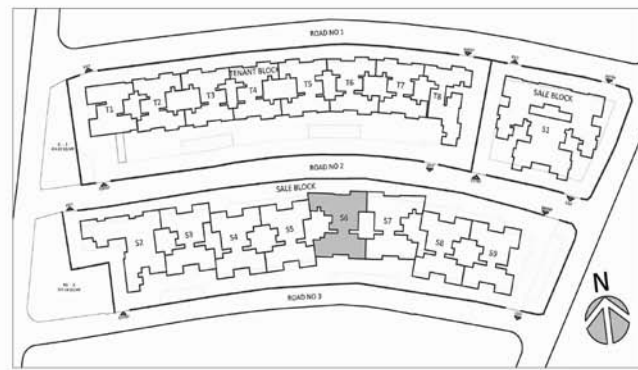 ROAD NO 1
TENANT BLOCK
T1
T2
T3
T4
T5
T6
T7
T8
SALE BLOCK
S1
ROAD NO 2
SALE BLOCK
S2
S3
S4
S5
S6
S7
S8
S9
ROAD NO 3
N